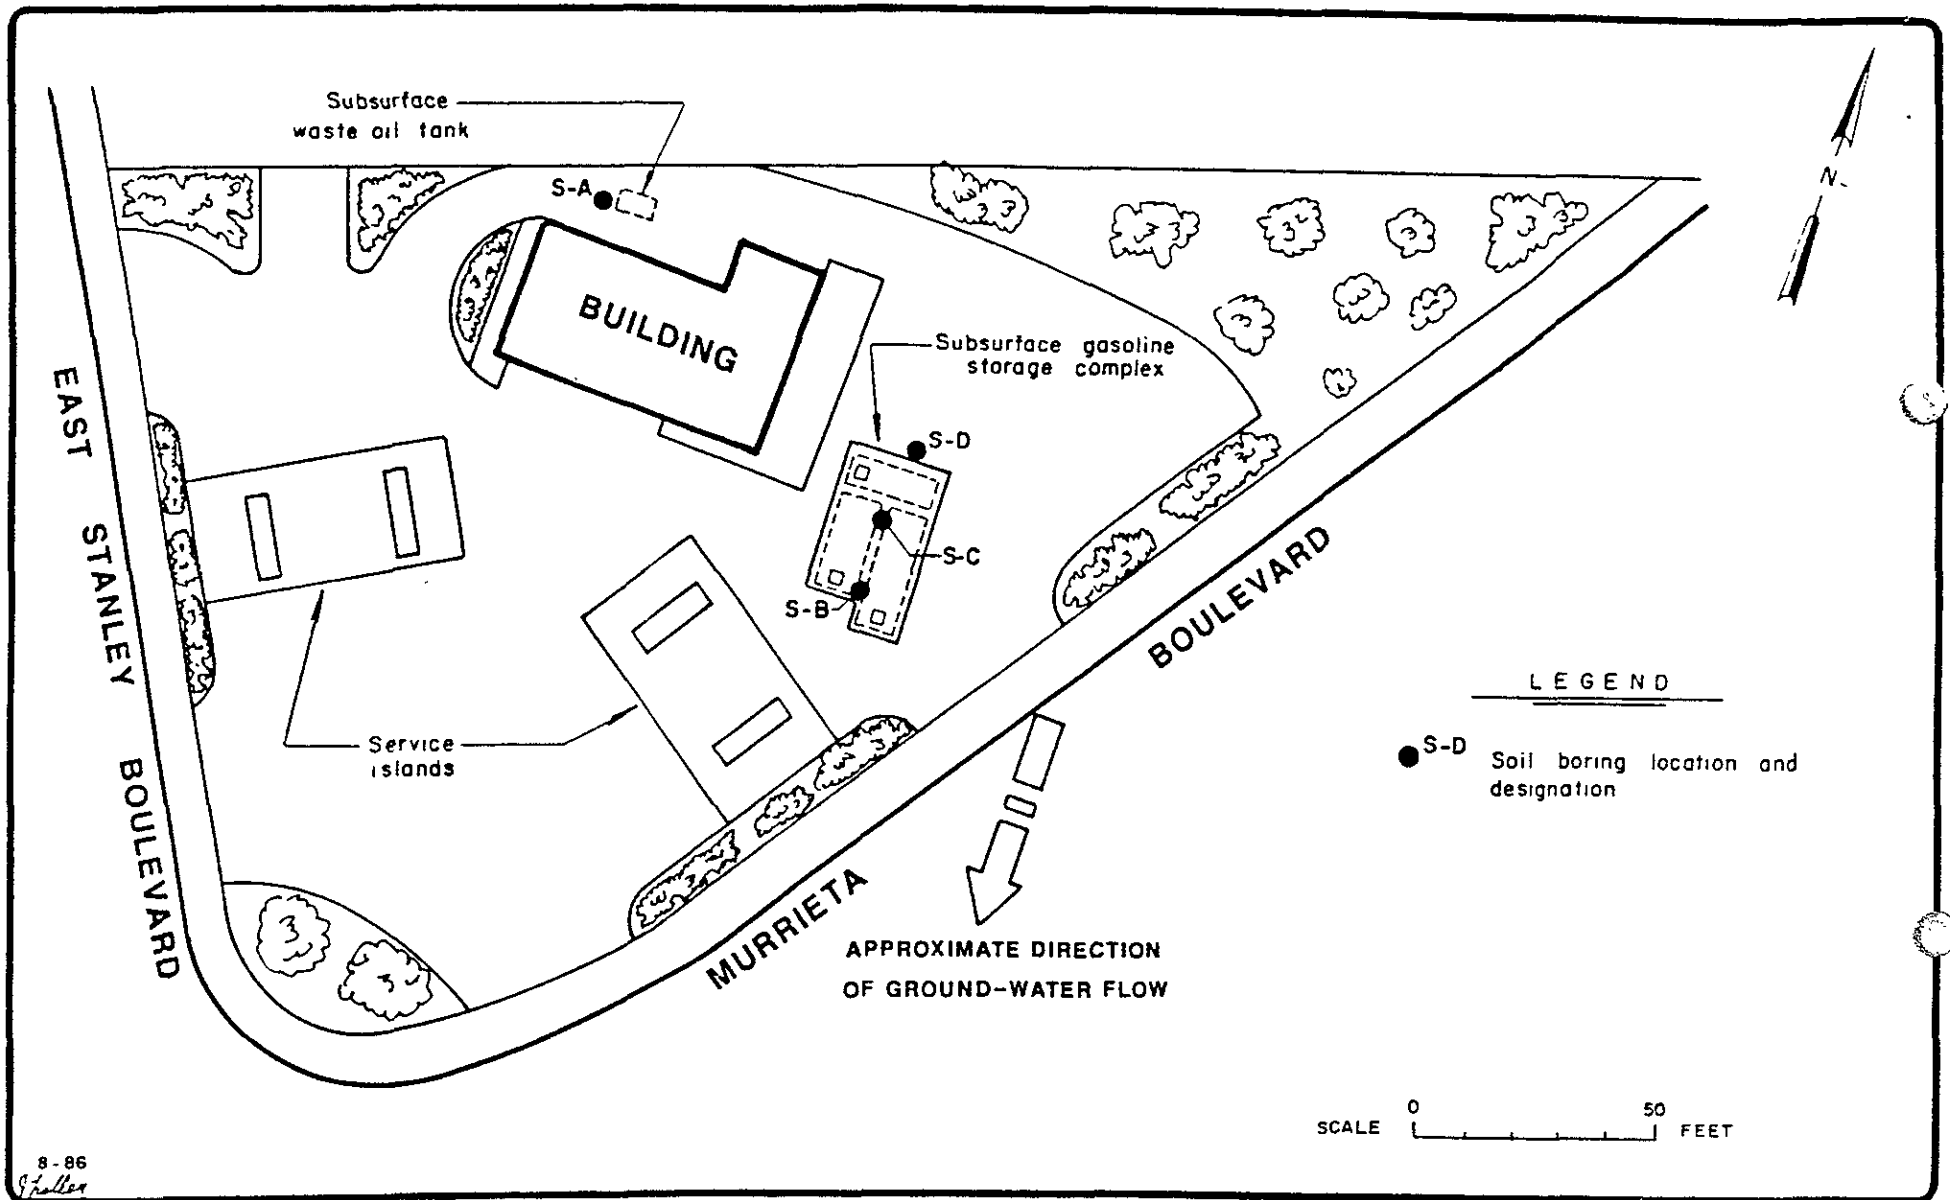 Subsurface
waste oil tank
S-A
N
BUILDING
Subsurface gasoline
storage complex
S-D
S-C
S-B
EAST STANLEY BOULEVARD
Service
islands
MURRIETA BOULEVARD
LEGEND
S-D Soil boring location and
designation
APPROXIMATE DIRECTION
OF GROUND-WATER FLOW
0 50
SCALE FEET
8-86